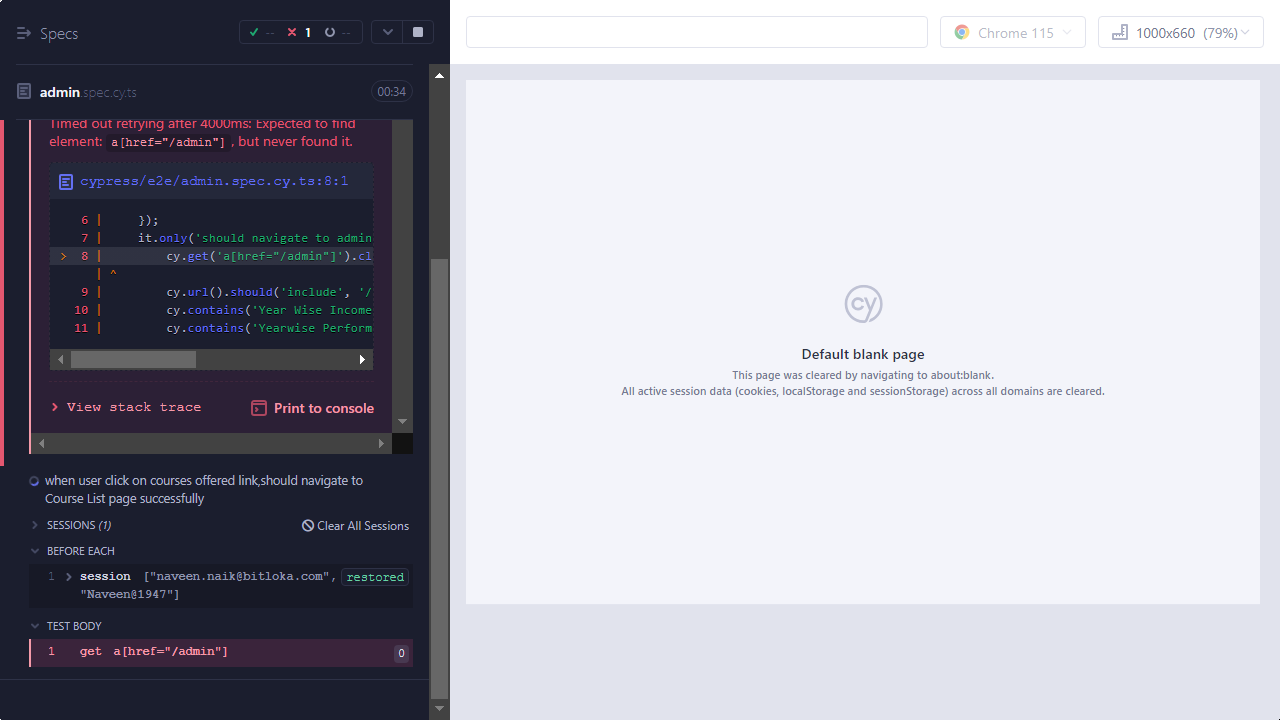 Specs
--
1
--
Chrome 115
1000x660 (79%)
admin.spec.cy.ts
00:34
Timed out retrying after 4000ms: Expected to find
element: a[href="/admin"] , but never found it.
cypress/e2e/admin.spec.cy.ts:8:1
6 | });
7 | it.only('should navigate to admin
> 8 | cy.get('a[href="/admin"]').cl
| ^
9 | cy.url().should('include', '/
10 | cy.contains('Year Wise Income
11 | cy.contains('Yearwise Perform
View stack trace
Print to console
when user click on courses offered link,should navigate to
Course List page successfully
SESSIONS (1)
Clear All Sessions
BEFORE EACH
1 session ["naveen.naik@bitloka.com", restored
"Naveen@1947"]
TEST BODY
1 get a[href="/admin"] 0
cy
Default blank page
This page was cleared by navigating to about:blank.
All active session data (cookies, localStorage and sessionStorage) across all domains are cleared.